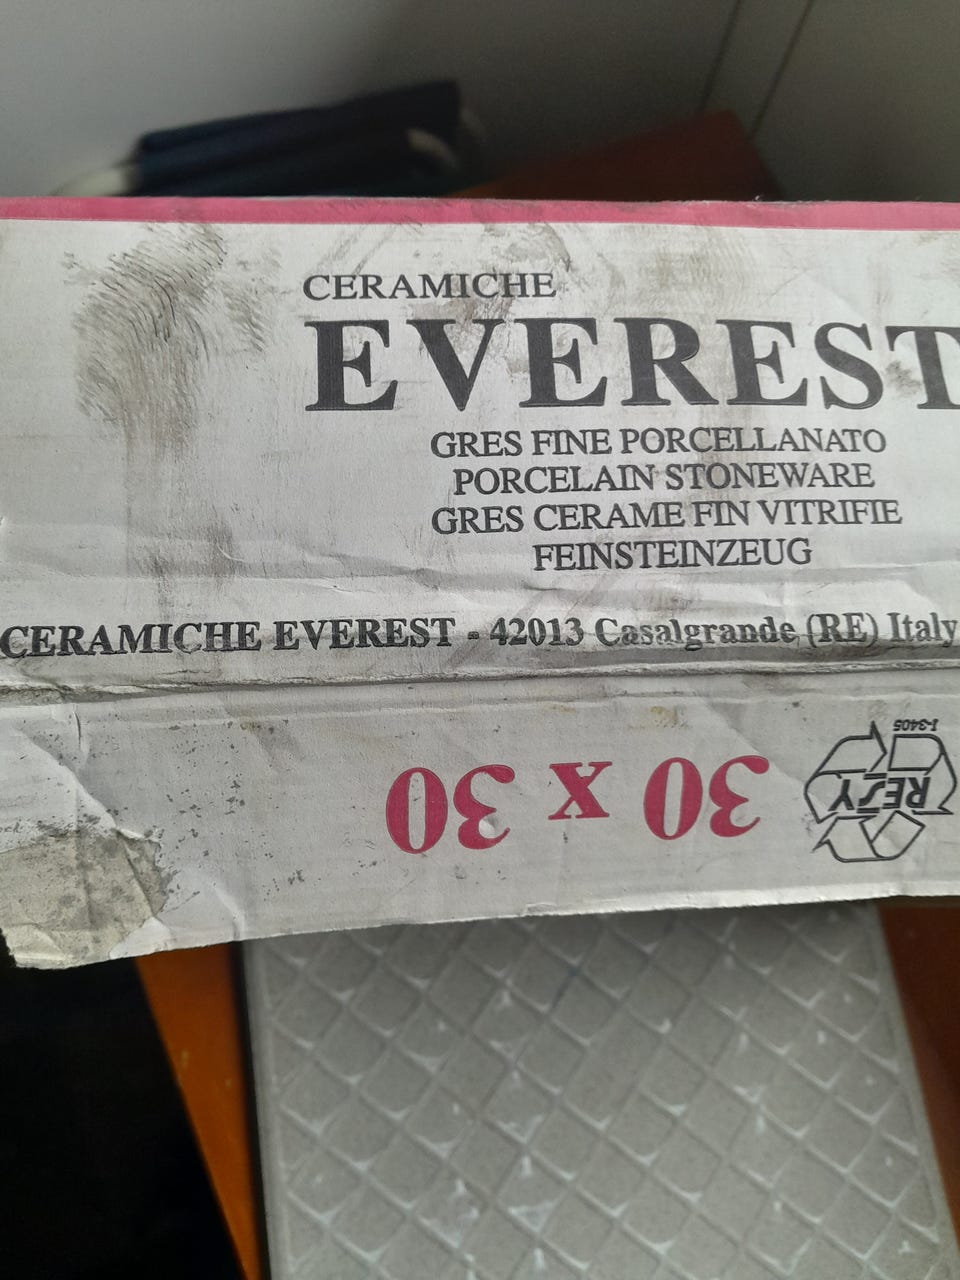 CERAMICHE
EVEREST
GRES FINE PORCELLANATO
PORCELAIN STONEWARE
GRES CERAME FIN VITRIFIE
FEINSTEINZEUG
CERAMICHE EVEREST - 42013 Casalgrande (RE) Italy
30 x 30
RESY
I-3405